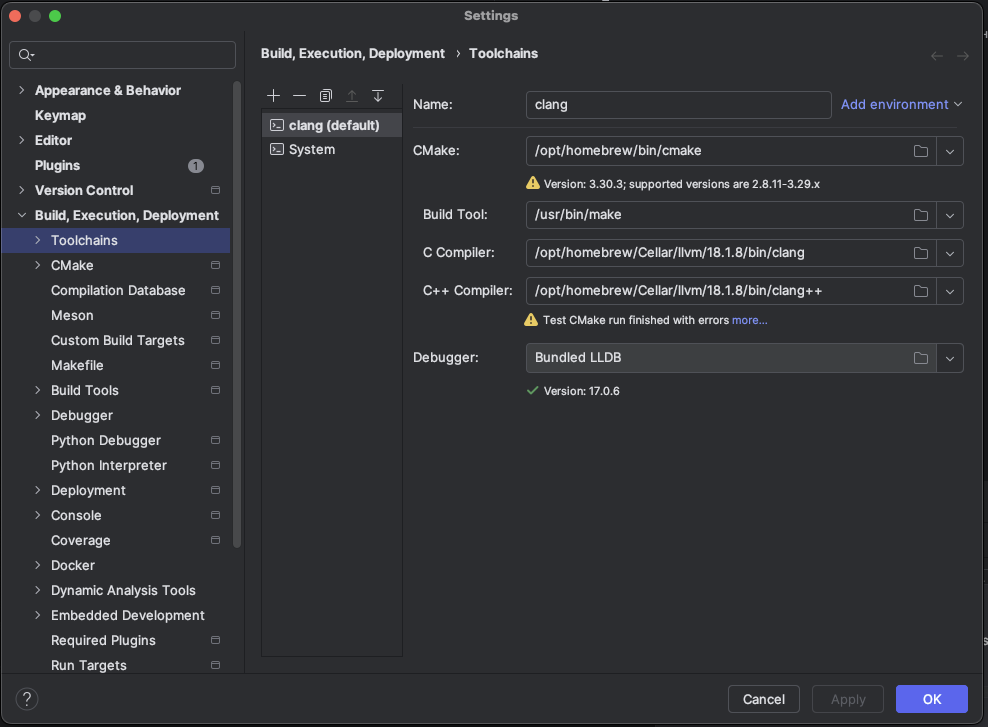 Settings
Build, Execution, Deployment › Toolchains
Appearance & Behavior
Keymap
Editor
Plugins 1
Version Control
Build, Execution, Deployment
Toolchains
CMake
Compilation Database
Meson
Custom Build Targets
Makefile
Build Tools
Debugger
Python Debugger
Python Interpreter
Deployment
Console
Coverage
Docker
Dynamic Analysis Tools
Embedded Development
Required Plugins
Run Targets
clang (default)
System
Name: clang Add environment
CMake: /opt/homebrew/bin/cmake
Version: 3.30.3; supported versions are 2.8.11-3.29.x
Build Tool: /usr/bin/make
C Compiler: /opt/homebrew/Cellar/llvm/18.1.8/bin/clang
C++ Compiler: /opt/homebrew/Cellar/llvm/18.1.8/bin/clang++
Test CMake run finished with errors more...
Debugger: Bundled LLDB
Version: 17.0.6
? Cancel Apply OK